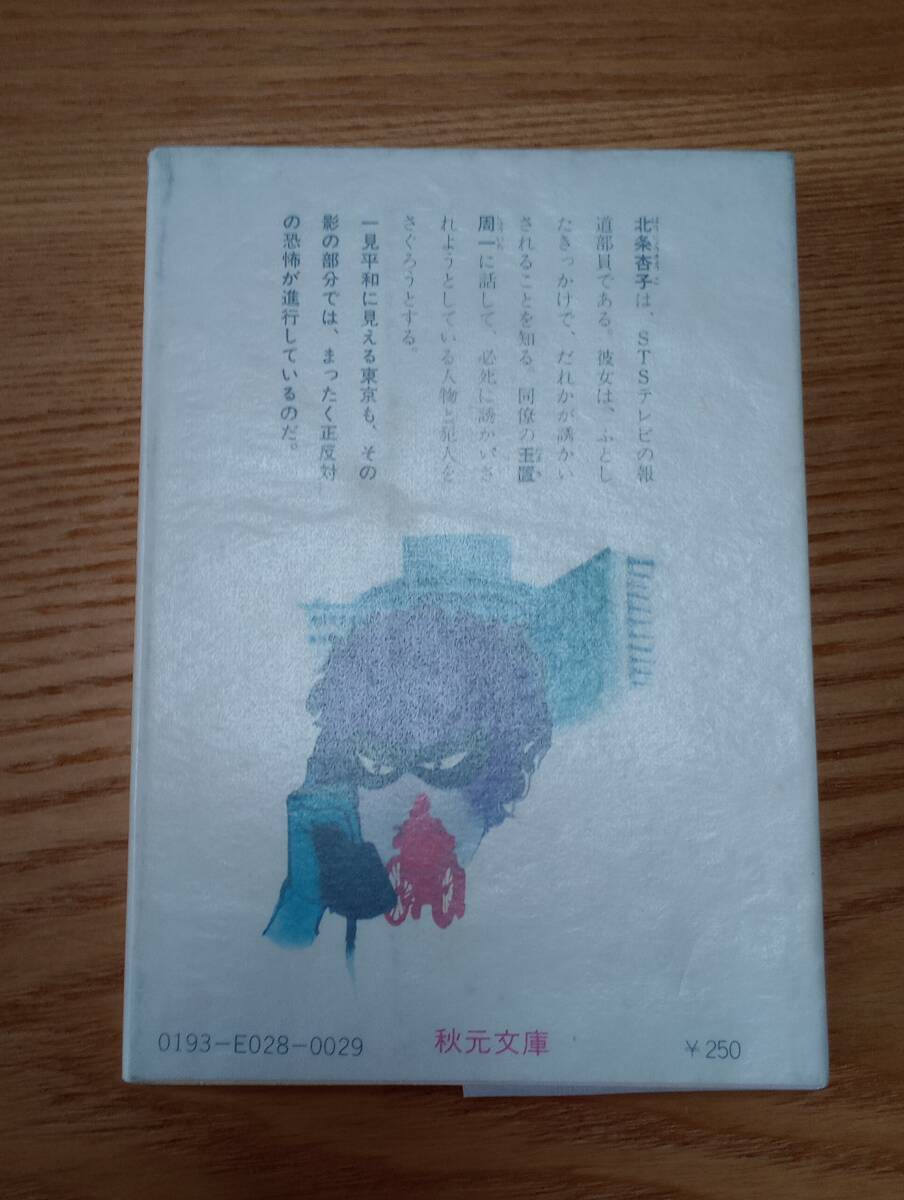 北条杏子は、STSテレビの報
道部員である。彼女は、ふとし
たきっかけで、だれかが誘かい
されることを知る。同僚の玉置
周一に話して、必死に誘かいさ
れようとしている人物と犯人を
さぐろうとする。
一見平和に見える東京も、その
影の部分では、まったく正反対
の恐怖が進行しているのだ。
0193-E028-0029
秋元文庫
¥250